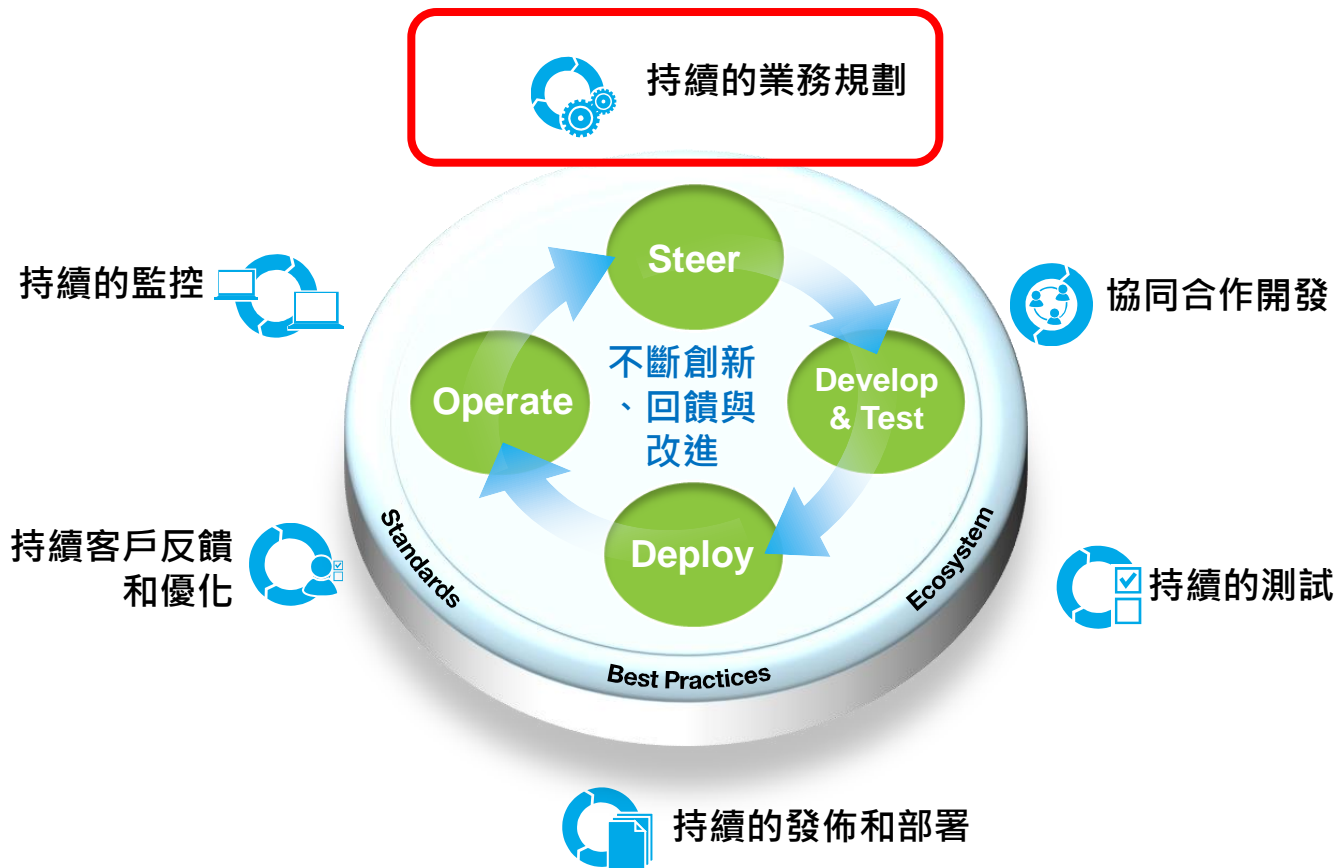 持續的業務規劃
Steer
持續的監控
協同合作開發
不斷創新
、回饋與
改進
Operate
Develop
& Test
Standards
Ecosystem
持續客戶反饋
和優化
Deploy
持續的測試
Best Practices
持續的發佈和部署